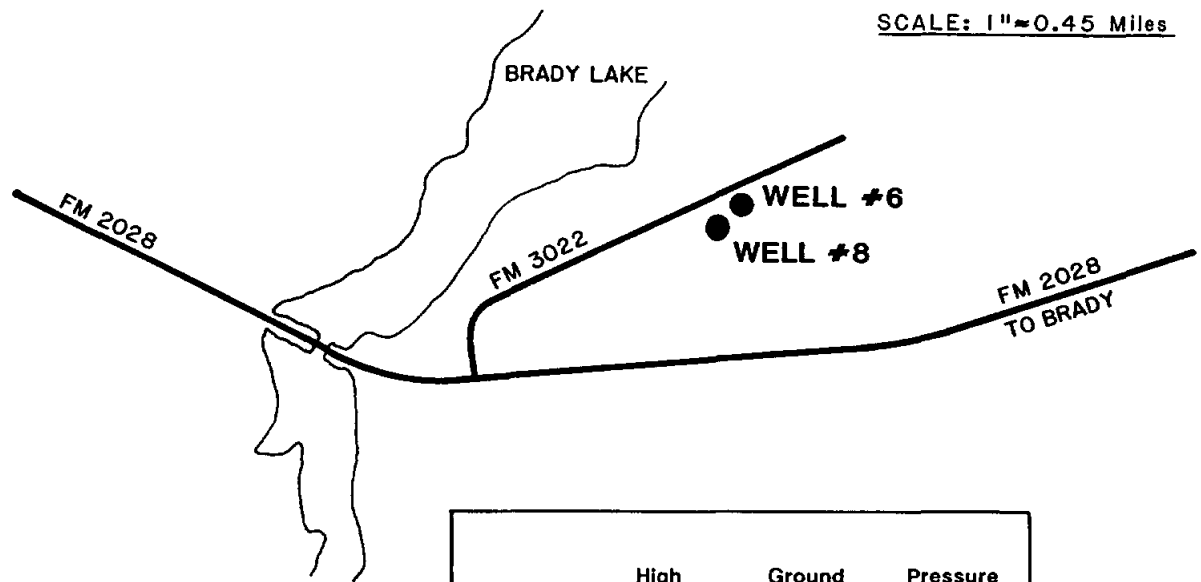 SCALE: 1"≈0.45 Miles
BRADY LAKE
FM 2028
WELL #6
FM 3022
WELL #8
FM 2028
TO BRADY
High Ground Pressure